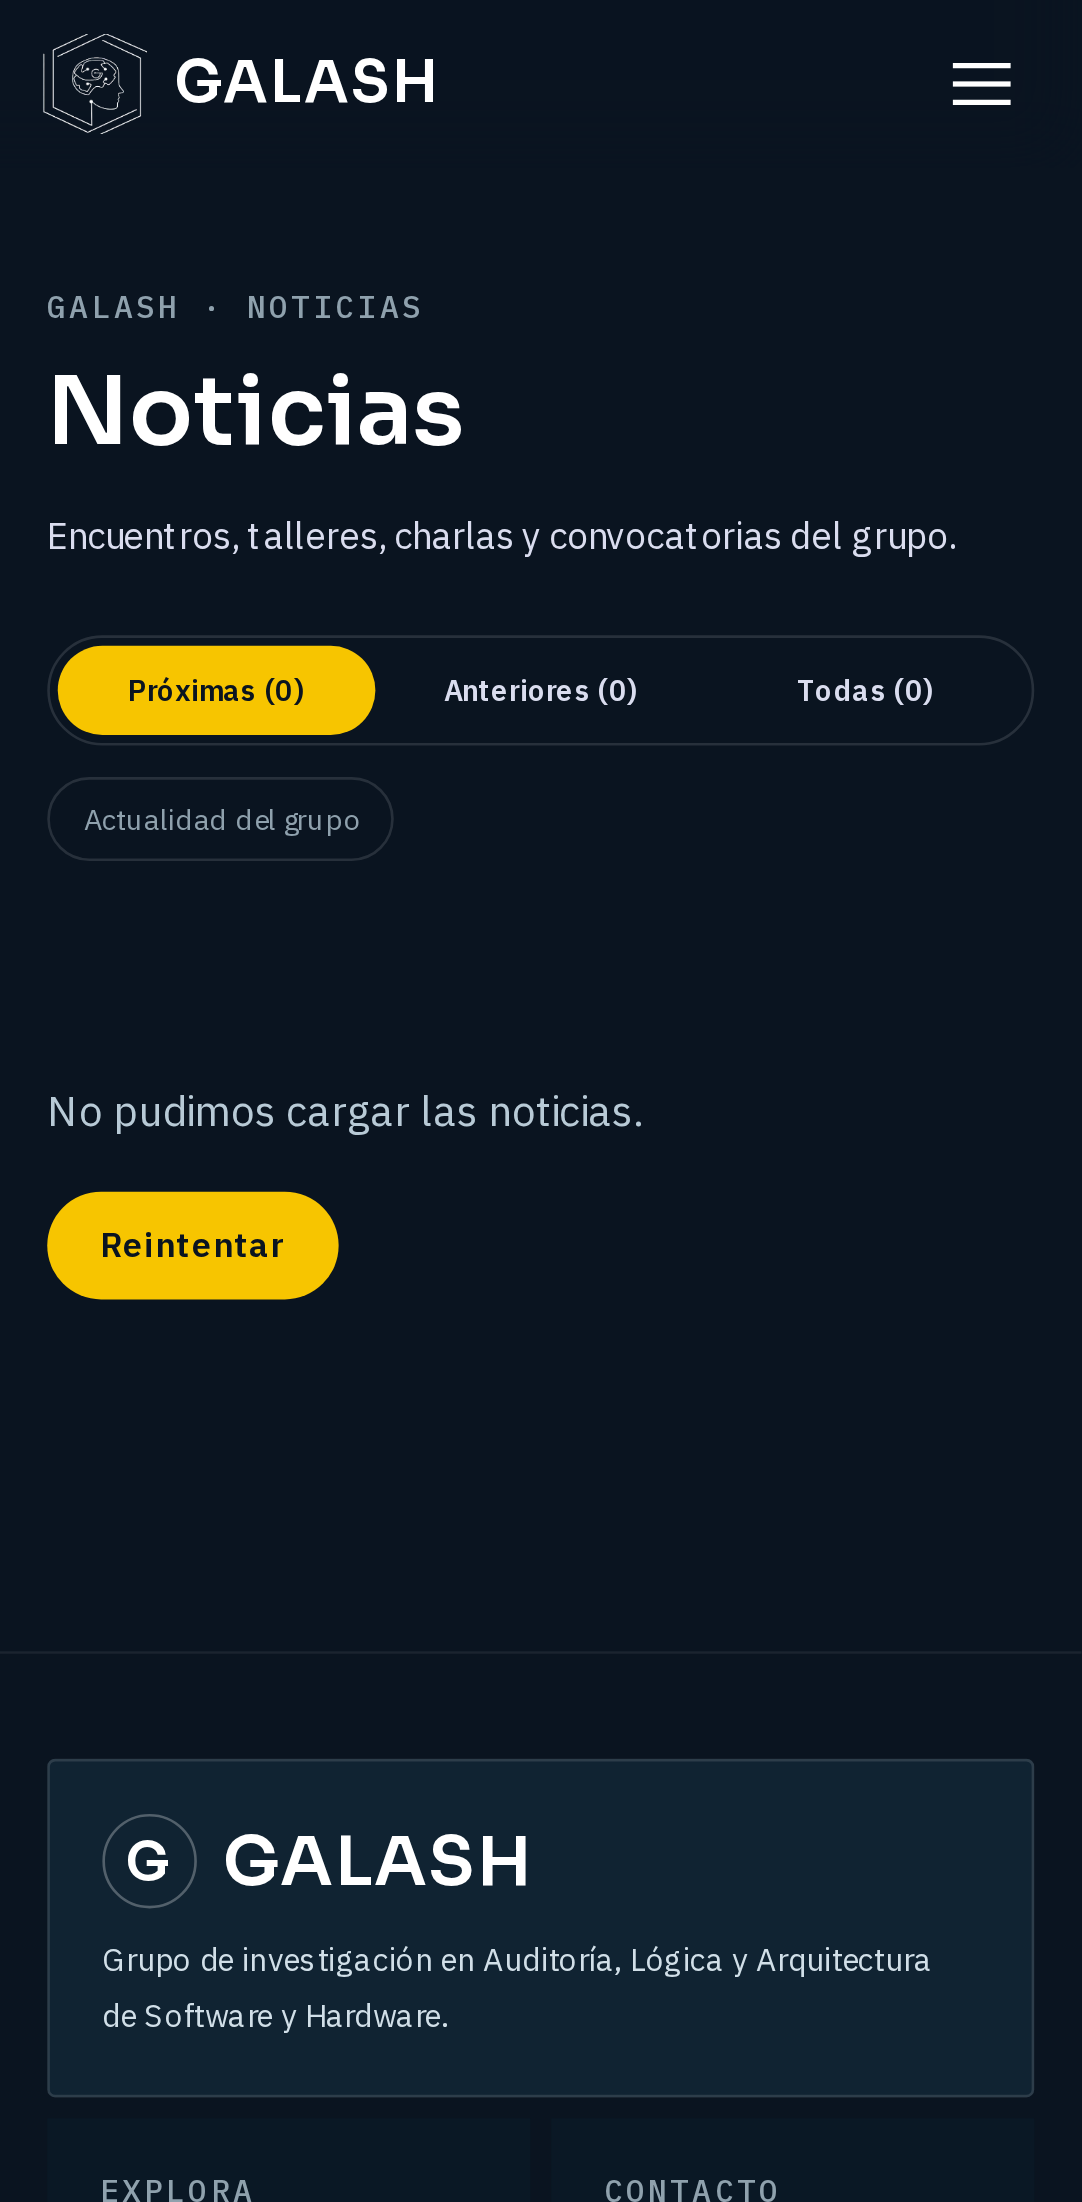 GALASH
GALASH · NOTICIAS
Noticias
Encuentros, talleres, charlas y convocatorias del grupo.
Próximas (0) Anteriores (0) Todas (0)
Actualidad del grupo
No pudimos cargar las noticias.
Reintentar
G GALASH
Grupo de investigación en Auditoría, Lógica y Arquitectura
de Software y Hardware.
EXPLORA CONTACTO